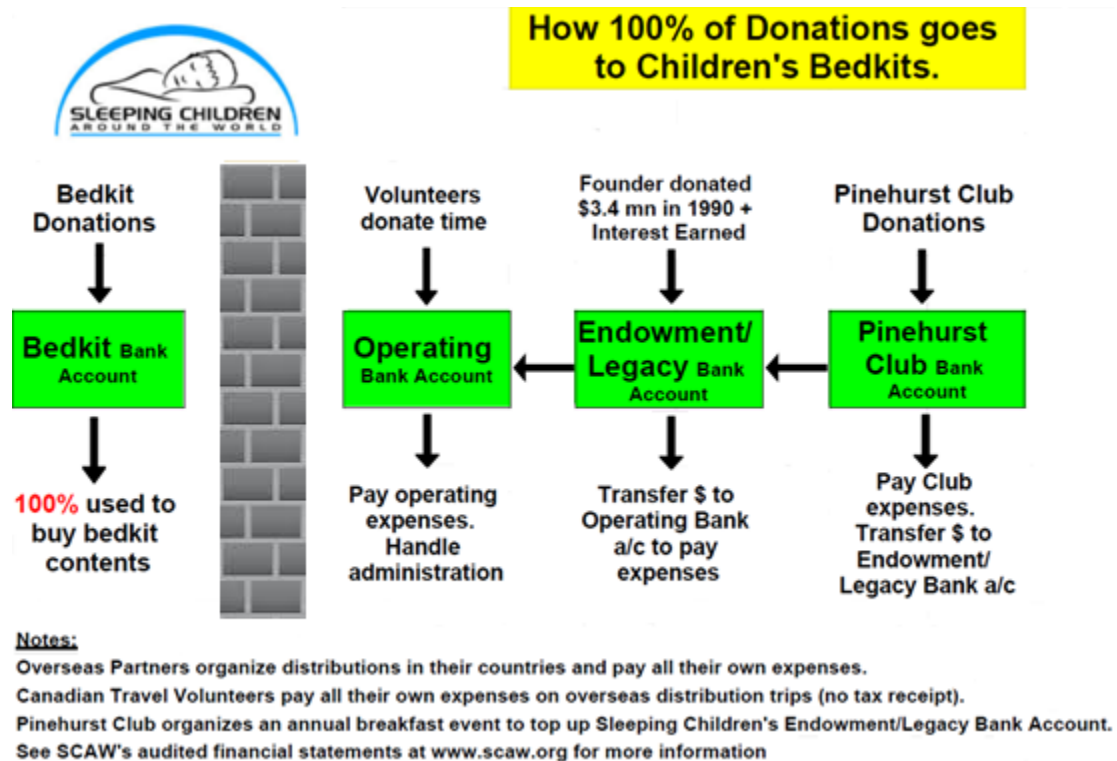 How 100% of Donations goes
to Children's Bedkits.
SLEEPING CHILDREN
AROUND THE WORLD
Bedkit
Donations
Volunteers
donate time
Founder donated
$3.4 mn in 1990 +
Interest Earned
Pinehurst Club
Donations
Bedkit Bank
Account
Operating
Bank Account
Endowment/
Legacy Bank
Account
Pinehurst
Club Bank
Account
100% used to
buy bedkit
contents
Pay operating
expenses.
Handle
administration
Transfer $ to
Operating Bank
a/c to pay
expenses
Pay Club
expenses.
Transfer $ to
Endowment/
Legacy Bank a/c
Notes:
Overseas Partners organize distributions in their countries and pay all their own expenses.
Canadian Travel Volunteers pay all their own expenses on overseas distribution trips (no tax receipt).
Pinehurst Club organizes an annual breakfast event to top up Sleeping Children's Endowment/Legacy Bank Account.
See SCAW's audited financial statements at www.scaw.org for more information